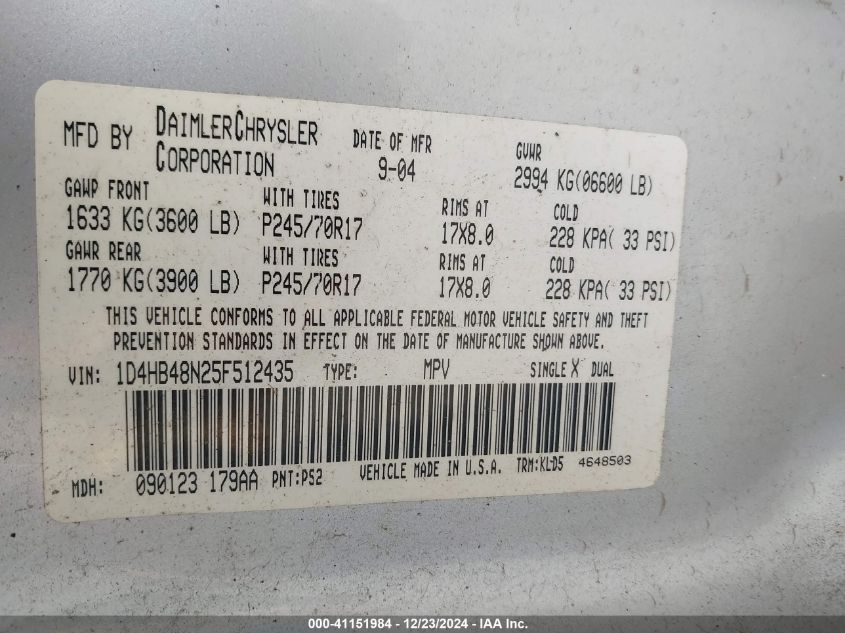 MFD BY DAIMLERCHRYSLER CORPORATION DATE OF MFR 9-04 GVWR 2994 KG(06600 LB)
GAWR FRONT WITH TIRES RIMS AT COLD
1633 KG(3600 LB) P245/70R17 17X8.0 228 KPA( 33 PSI)
GAWR REAR WITH TIRES RIMS AT COLD
1770 KG(3900 LB) P245/70R17 17X8.0 228 KPA( 33 PSI)
THIS VEHICLE CONFORMS TO ALL APPLICABLE FEDERAL MOTOR VEHICLE SAFETY AND THEFT
PREVENTION STANDARDS IN EFFECT ON THE DATE OF MANUFACTURE SHOWN ABOVE.
VIN: 1D4HB48N25F512435 TYPE: MPV SINGLE X DUAL
MDH: 090123 179AA PNT:PS2 VEHICLE MADE IN U.S.A. TRM:KL-D5 4648503
000-41151984 - 12/23/2024 - IAA Inc.